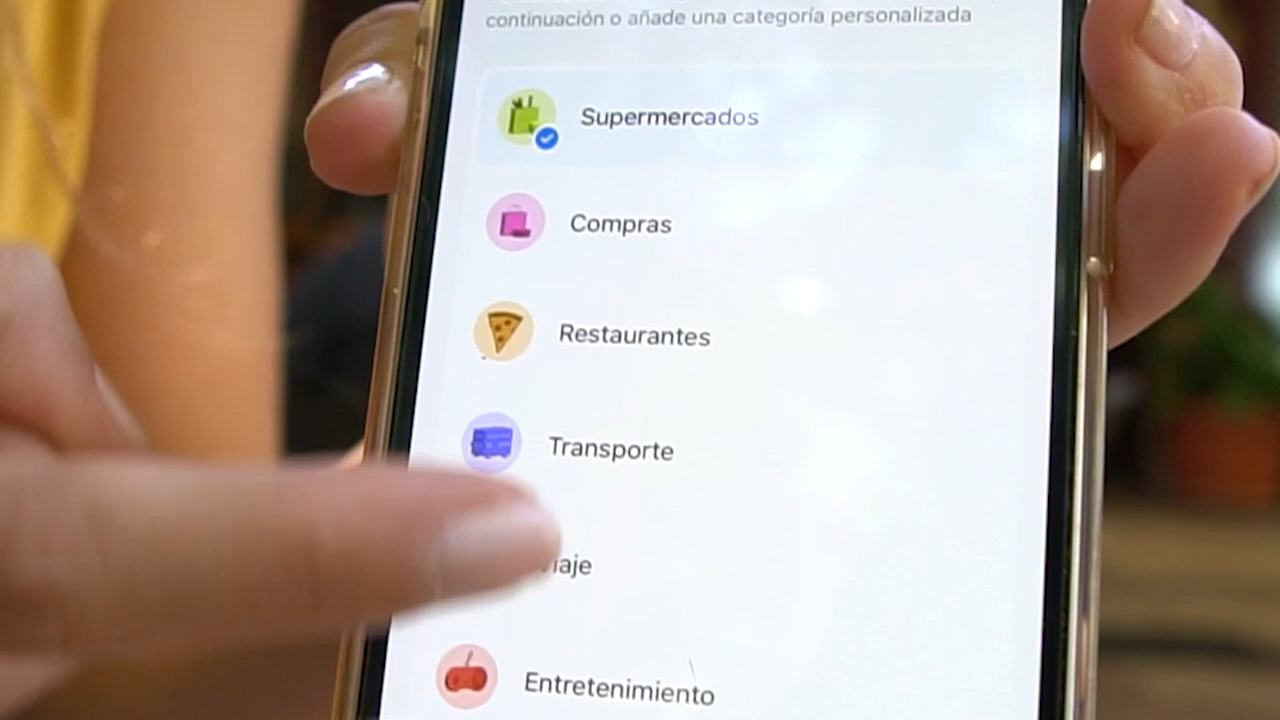 continuación o añade una categoría personalizada
Supermercados
Compras
Restaurantes
Transporte
Entretenimiento